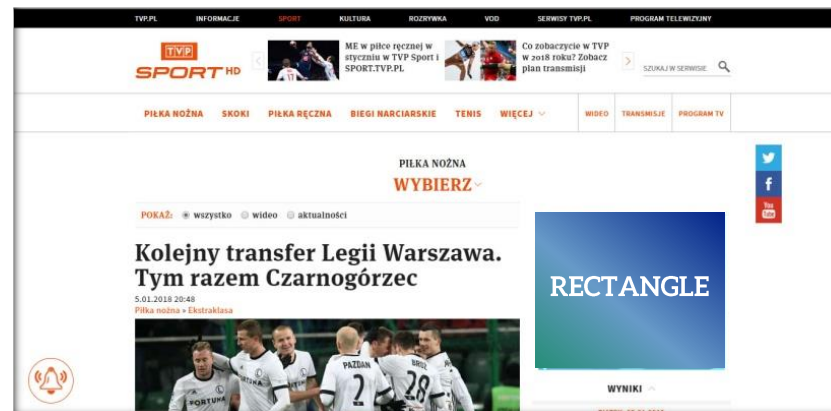 TVP.PL INFORMACJE SPORT KULTURA ROZRYWKA VOD SERWISY TVP.PL PROGRAM TELEWIZYJNY
TVP
SPORT HD
ME w piłce ręcznej w
styczniu w TVP Sport i
SPORT.TVP.PL
Co zobaczycie w TVP
w 2018 roku? Zobacz
plan transmisji
SZUKAJ W SERWISIE
PIŁKA NOŻNA SKOKI PIŁKA RĘCZNA BIEGI NARCIARSKIE TENIS WIĘCEJ WIDEO TRANSMISJE PROGRAM TV
PIŁKA NOŻNA
WYBIERZ
You
Tube
POKAŻ: wszystko wideo aktualności
Kolejny transfer Legii Warszawa.
Tym razem Czarnogórzec
5.01.2018 20:48
Piłka nożna » Ekstraklasa
RECTANGLE
PAZDAN
2
BROŹ
28
FORTUNA
WYNIKI